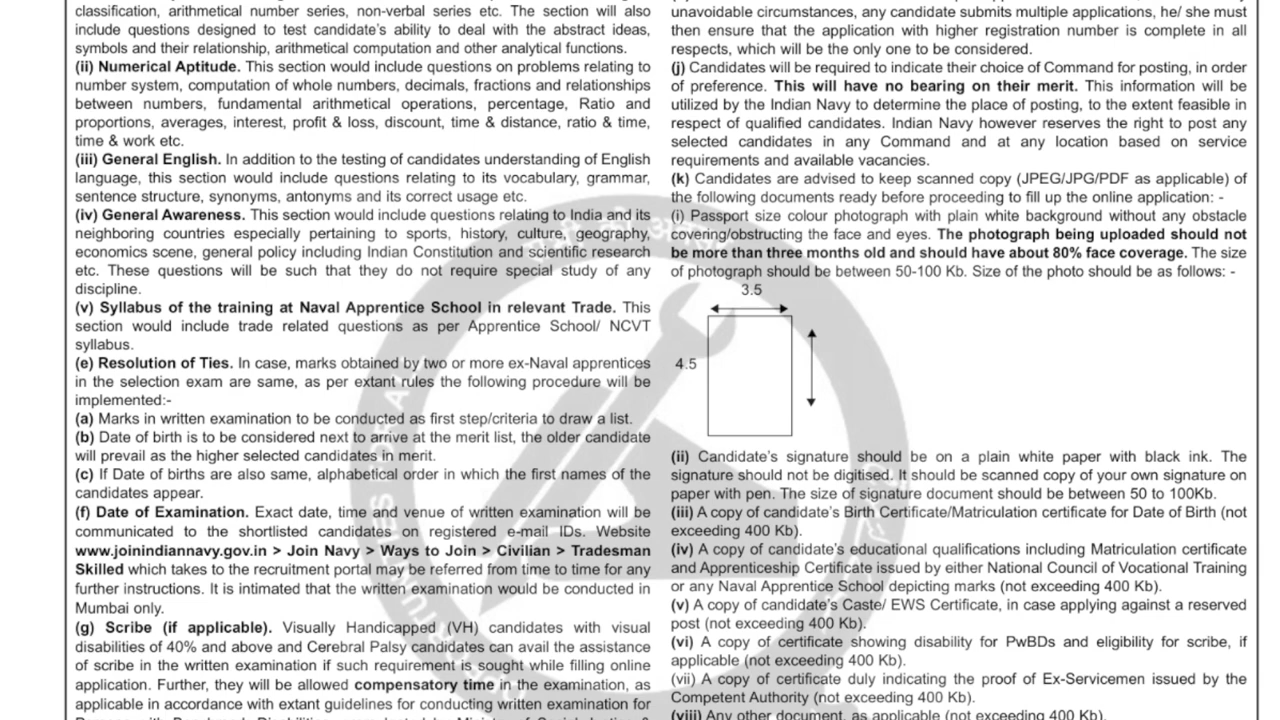 classification, arithmetical number series, non-verbal series etc. The section will also
include questions designed to test candidate's ability to deal with the abstract ideas,
symbols and their relationship, arithmetical computation and other analytical functions.
(ii) Numerical Aptitude. This section would include questions on problems relating to
number system, computation of whole numbers, decimals, fractions and relationships
between numbers, fundamental arithmetical operations, percentage, Ratio and
proportions, averages, interest, profit & loss, discount, time & distance, ratio & time,
time & work etc.
(iii) General English. In addition to the testing of candidates understanding of English
language, this section would include questions relating to its vocabulary, grammar,
sentence structure, synonyms, antonyms and its correct usage etc.
(iv) General Awareness. This section would include questions relating to India and its
neighboring countries especially pertaining to sports, history, culture, geography,
economics scene, general policy including Indian Constitution and scientific research
etc. These questions will be such that they do not require special study of any
discipline.
(v) Syllabus of the training at Naval Apprentice School in relevant Trade. This
section would include trade related questions as per Apprentice School/ NCVT
syllabus.
(e) Resolution of Ties. In case, marks obtained by two or more ex-Naval apprentices
in the selection exam are same, as per extant rules the following procedure will be
implemented:-
(a) Marks in written examination to be conducted as first step/criteria to draw a list.
(b) Date of birth is to be considered next to arrive at the merit list, the older candidate
will prevail as the higher selected candidates in merit.
(c) If Date of births are also same, alphabetical order in which the first names of the
candidates appear.
(f) Date of Examination. Exact date, time and venue of written examination will be
communicated to the shortlisted candidates on registered e-mail IDs. Website
www.joinindiannavy.gov.in > Join Navy > Ways to Join > Civilian > Tradesman
Skilled which takes to the recruitment portal may be referred from time to time for any
further instructions. It is intimated that the written examination would be conducted in
Mumbai only.
(g) Scribe (if applicable). Visually Handicapped (VH) candidates with visual
disabilities of 40% and above and Cerebral Palsy candidates can avail the assistance
of scribe in the written examination if such requirement is sought while filling online
application. Further, they will be allowed compensatory time in the examination, as
applicable in accordance with extant guidelines for conducting written examination for
unavoidable circumstances, any candidate submits multiple applications, he/ she must
then ensure that the application with higher registration number is complete in all
respects, which will be the only one to be considered.
(j) Candidates will be required to indicate their choice of Command for posting, in order
of preference. This will have no bearing on their merit. This information will be
utilized by the Indian Navy to determine the place of posting, to the extent feasible in
respect of qualified candidates. Indian Navy however reserves the right to post any
selected candidates in any Command and at any location based on service
requirements and available vacancies.
(k) Candidates are advised to keep scanned copy (JPEG/JPG/PDF as applicable) of
the following documents ready before proceeding to fill up the online application: -
(i) Passport size colour photograph with plain white background without any obstacle
covering/obstructing the face and eyes. The photograph being uploaded should not
be more than three months old and should have about 80% face coverage. The size
of photograph should be between 50-100 Kb. Size of the photo should be as follows: -
3.5
4.5
(ii) Candidate's signature should be on a plain white paper with black ink. The
signature should not be digitised. It should be scanned copy of your own signature on
paper with pen. The size of signature document should be between 50 to 100Kb.
(iii) A copy of candidate's Birth Certificate/Matriculation certificate for Date of Birth (not
exceeding 400 Kb).
(iv) A copy of candidate's educational qualifications including Matriculation certificate
and Apprenticeship Certificate issued by either National Council of Vocational Training
or any Naval Apprentice School depicting marks (not exceeding 400 Kb).
(v) A copy of candidate's Caste/ EWS Certificate, in case applying against a reserved
post (not exceeding 400 Kb).
(vi) A copy of certificate showing disability for PwBDs and eligibility for scribe, if
applicable (not exceeding 400 Kb).
(vii) A copy of certificate duly indicating the proof of Ex-Servicemen issued by the
Competent Authority (not exceeding 400 Kb).
(viii) Any other document, as applicable (not exceeding 400 Kb).